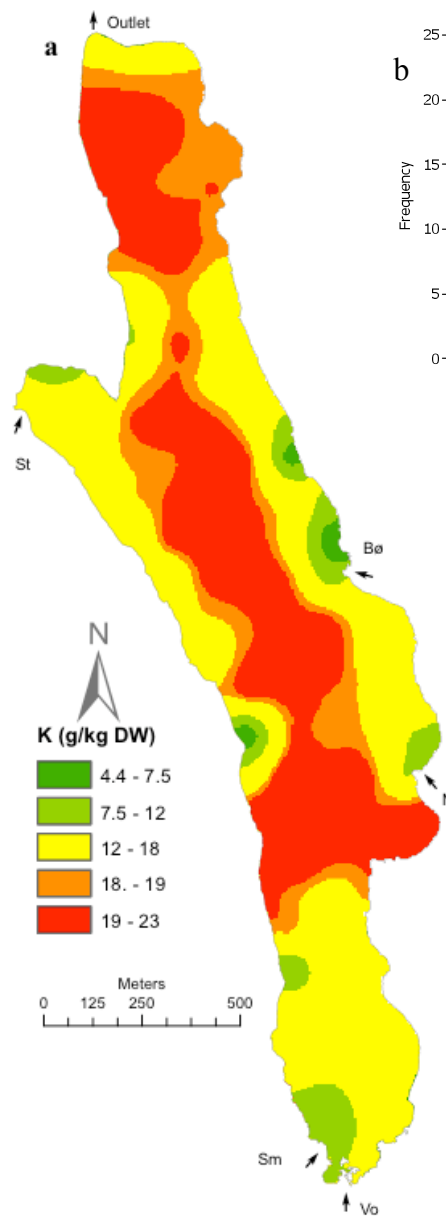 Outlet
a
b
25
20
15
10
5
0
Frequency
St
Bø
N
K (g/kg DW)
4.4 - 7.5
7.5 - 12
12 - 18
18. - 19
19 - 23
Meters
0 125 250 500
Sm
Vo